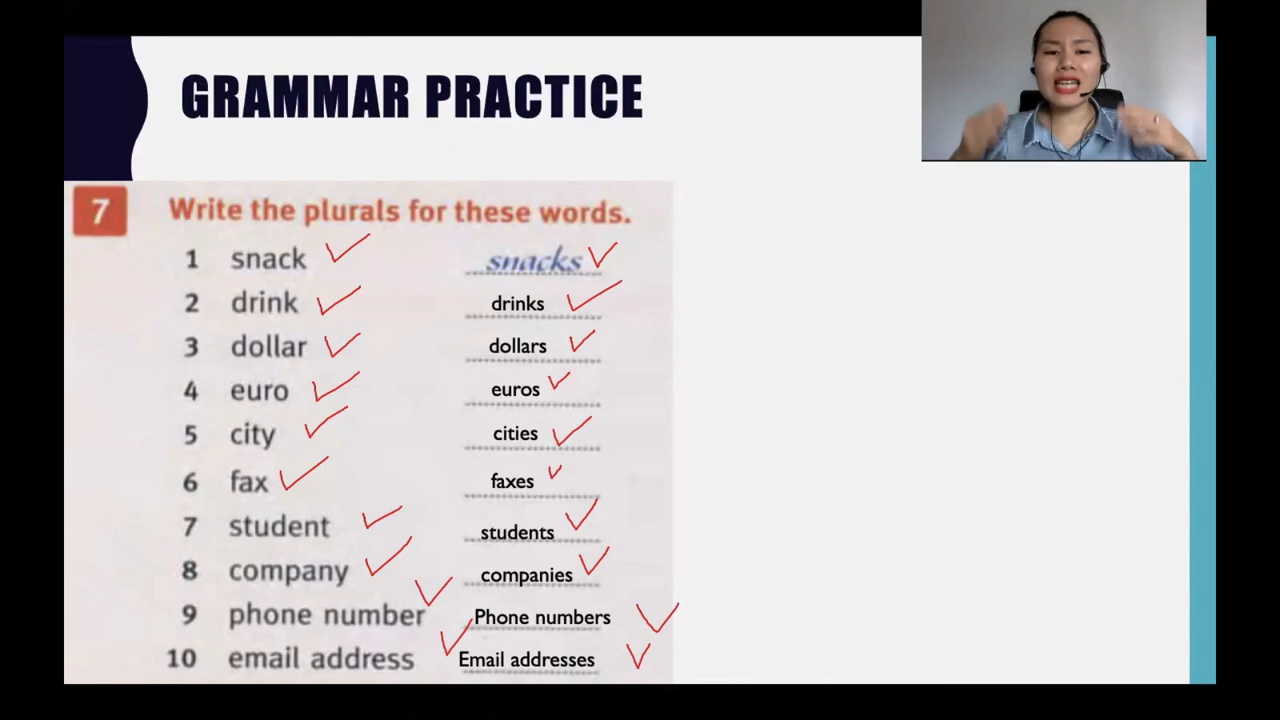 GRAMMAR PRACTICE
7 Write the plurals for these words.
1 snack snacks
2 drink drinks
3 dollar dollars
4 euro euros
5 city cities
6 fax faxes
7 student students
8 company companies
9 phone number Phone numbers
10 email address Email addresses